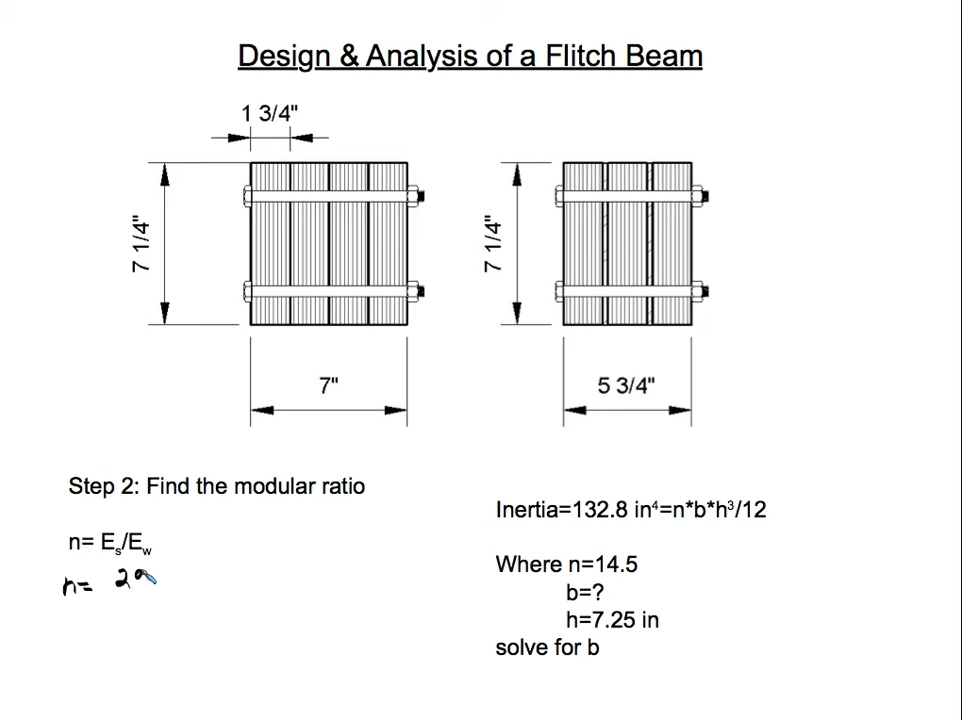 Design & Analysis of a Flitch Beam
1 3/4"
7 1/4"
7"
7 1/4"
5 3/4"
Step 2: Find the modular ratio
n= Es/Ew
n= 29
Inertia=132.8 in⁴=n*b*h³/12
Where n=14.5
b=?
h=7.25 in
solve for b